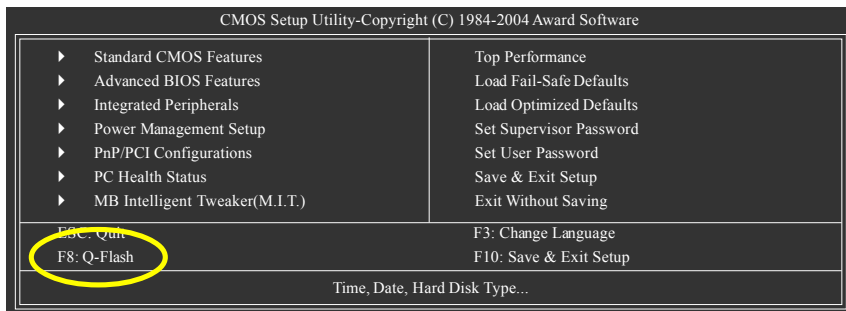 CMOS Setup Utility-Copyright (C) 1984-2004 Award Software
Standard CMOS Features
Advanced BIOS Features
Integrated Peripherals
Power Management Setup
PnP/PCI Configurations
PC Health Status
MB Intelligent Tweaker(M.I.T.)
Top Performance
Load Fail-Safe Defaults
Load Optimized Defaults
Set Supervisor Password
Set User Password
Save & Exit Setup
Exit Without Saving
ESC: Quit
F3: Change Language
F8: Q-Flash
F10: Save & Exit Setup
Time, Date, Hard Disk Type...